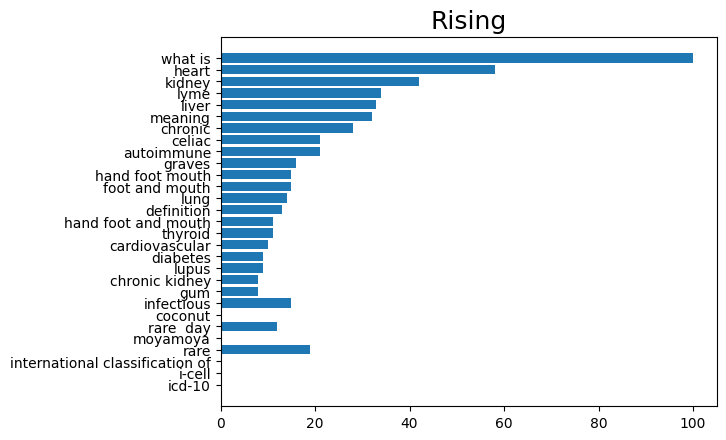 Rising
what is
heart
kidney
lyme
liver
meaning
chronic
celiac
autoimmune
graves
hand foot mouth
foot and mouth
lung
definition
hand foot and mouth
thyroid
cardiovascular
diabetes
lupus
chronic kidney
gum
infectious
coconut
rare  day
moyamoya
rare
international classification of
i-cell
icd-10
0 20 40 60 80 100